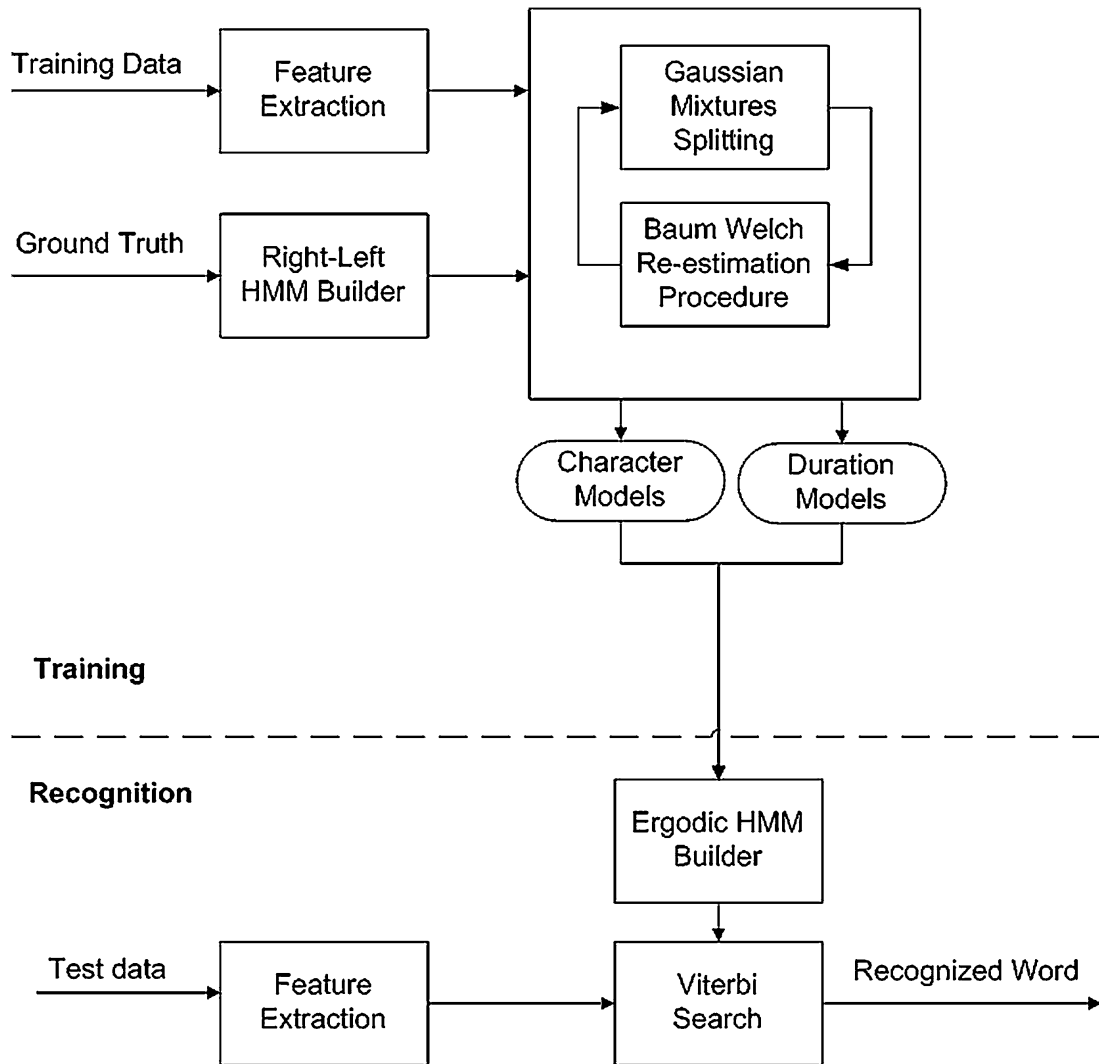 Training Data
Feature
Extraction
Gaussian
Mixtures
Splitting
Ground Truth
Right-Left
HMM Builder
Baum Welch
Re-estimation
Procedure
Character
Models
Duration
Models
Training
Recognition
Ergodic HMM
Builder
Test data
Feature
Extraction
Viterbi
Search
Recognized Word